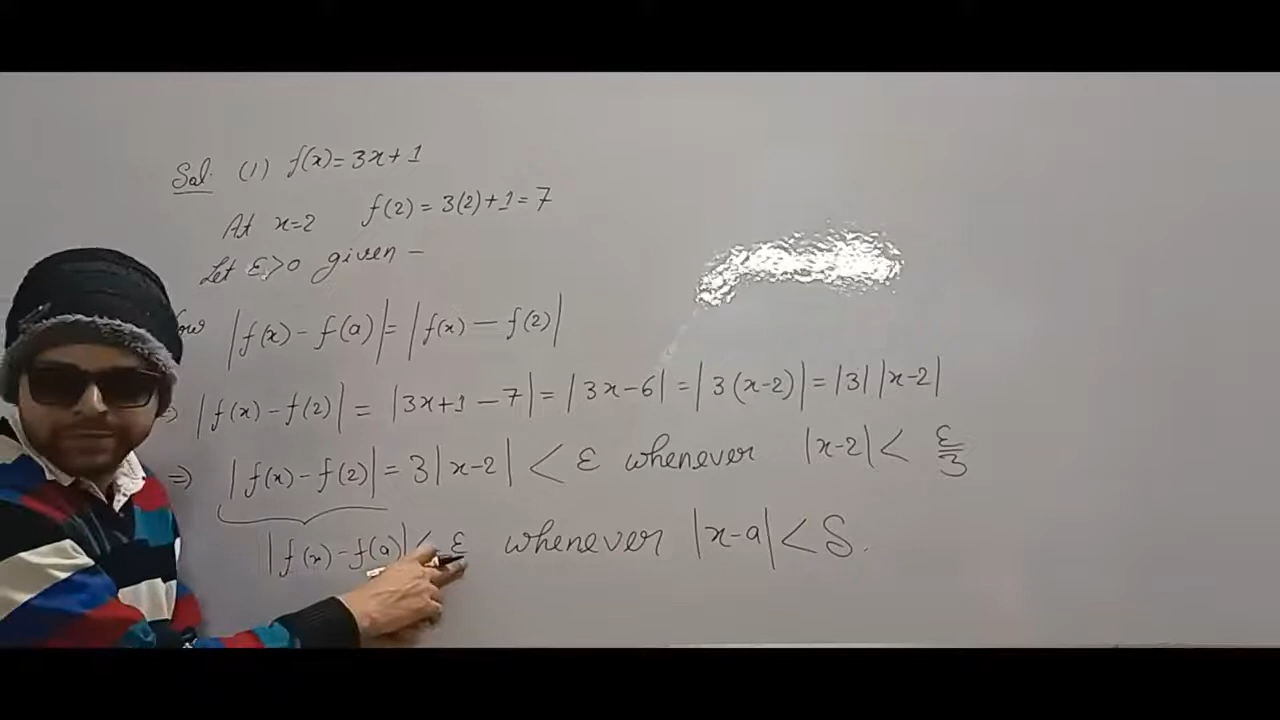 Sol. (1) f(x)= 3x+1
At x=2 f(2) = 3(2)+1=7
Let ε>0 given –
|f(x)-f(a)|=|f(x) – f(2)|
⇒ |f(x)-f(2)| = |3x+1-7|=|3x-6|=|3(x-2)|=|3||x-2|
⇒ |f(x)-f(2)|=3|x-2| < ε whenever |x-2|< ε/3
|f(x)-f(a)|< ε whenever |x-a|<δ.